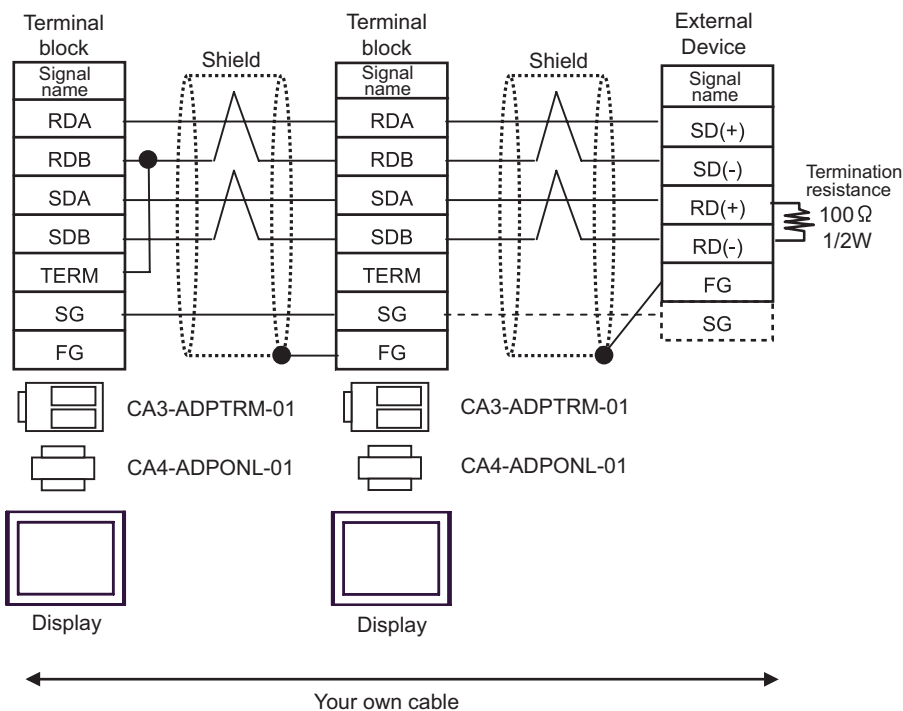 Terminal
block
Signal
name
RDA
RDB
SDA
SDB
TERM
SG
FG
Shield
Terminal
block
Signal
name
RDA
RDB
SDA
SDB
TERM
SG
FG
Shield
External
Device
Signal
name
SD(+)
SD(-)
RD(+)
RD(-)
FG
SG
Termination
resistance
100 Ω
1/2W
CA3-ADPTRM-01
CA3-ADPTRM-01
CA4-ADPONL-01
CA4-ADPONL-01
Display
Display
Your own cable